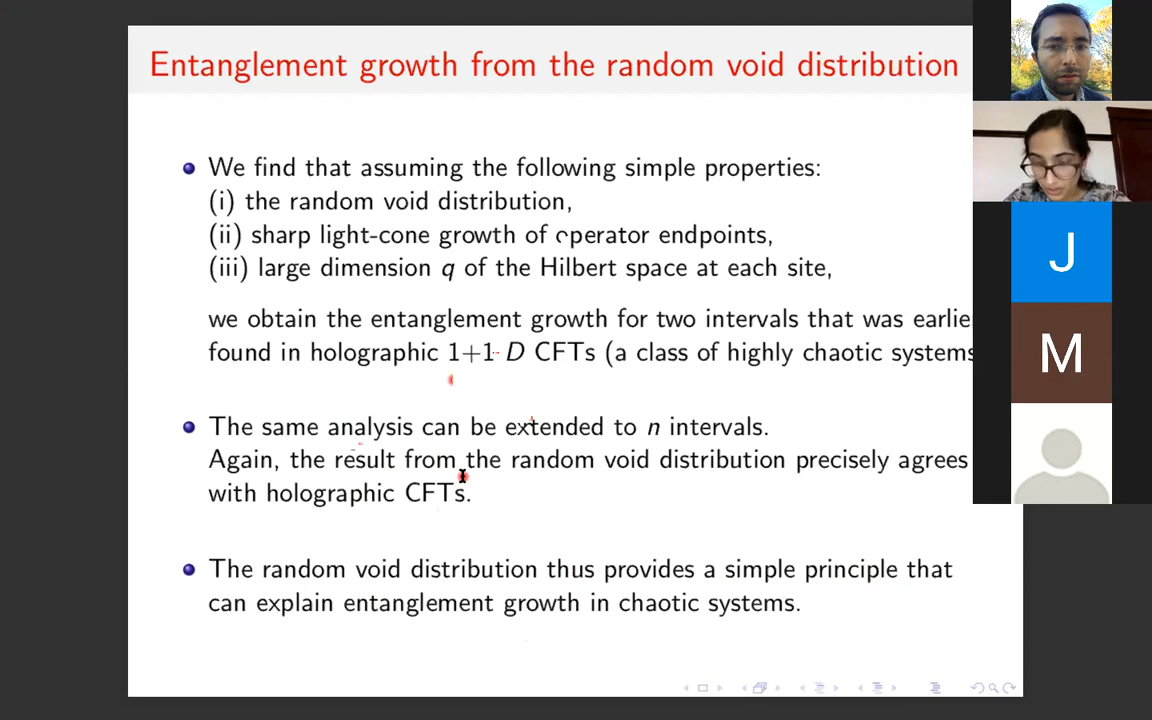 Entanglement growth from the random void distribution
We find that assuming the following simple properties:
(i) the random void distribution,
(ii) sharp light-cone growth of operator endpoints,
(iii) large dimension q of the Hilbert space at each site,
we obtain the entanglement growth for two intervals that was earlie
found in holographic 1+1- D CFTs (a class of highly chaotic systems
The same analysis can be extended to n intervals.
Again, the result from the random void distribution precisely agrees
with holographic CFTs.
The random void distribution thus provides a simple principle that
can explain entanglement growth in chaotic systems.
J
M